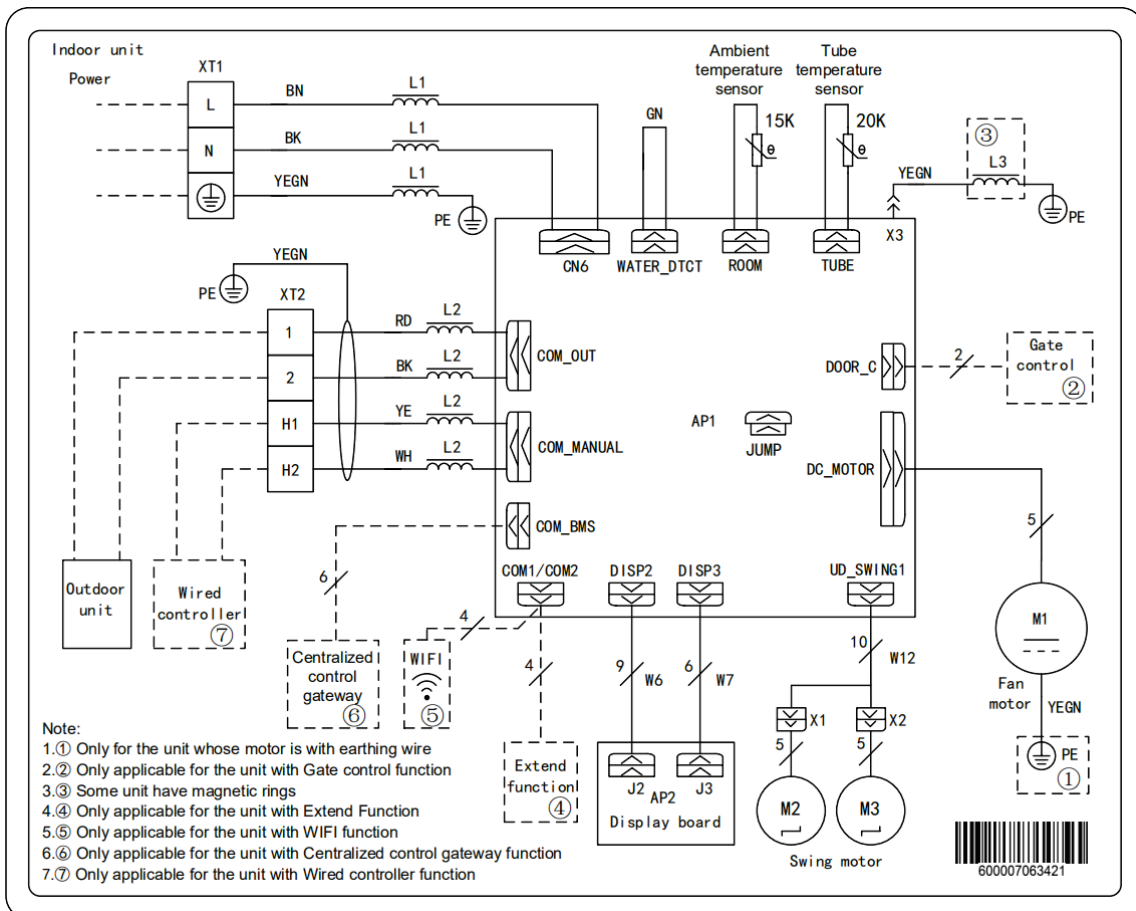 Indoor unit
Power
XT1
L
BN
L1
N
BK
L1
YEGN
L1
PE
Ambient
temperature
sensor
Tube
temperature
sensor
GN
15K
θ
20K
θ
③
L3
YEGN
PE
X3
CN6
WATER_DTCT
ROOM
TUBE
YEGN
PE
XT2
1
RD
L2
COM_OUT
2
BK
L2
H1
YE
L2
COM_MANUAL
H2
WH
L2
COM_BMS
AP1
JUMP
DOOR_C
2
Gate
control
②
DC_MOTOR
5
COM1/COM2
DISP2
DISP3
UD_SWING1
Outdoor
unit
Wired
controller
⑦
6
Centralized
control
gateway
⑥
4
WIFI
⑤
4
Extend
function
④
9
W6
6
W7
J2
J3
AP2
Display board
10
W12
X1
X2
5
5
M2
M3
Swing motor
M1
Fan
motor
YEGN
PE
①
Note:
1.① Only for the unit whose motor is with earthing wire
2.② Only applicable for the unit with Gate control function
3.③ Some unit have magnetic rings
4.④ Only applicable for the unit with Extend Function
5.⑤ Only applicable for the unit with WIFI function
6.⑥ Only applicable for the unit with Centralized control gateway function
7.⑦ Only applicable for the unit with Wired controller function
600007063421